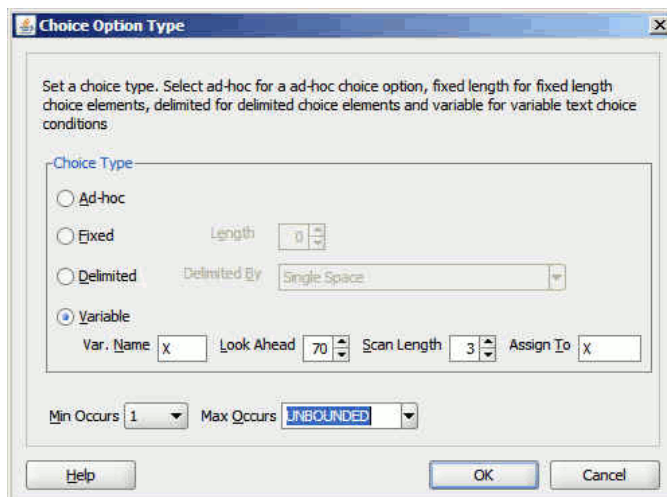 Choice Option Type
Set a choice type. Select ad-hoc for a ad-hoc choice option, fixed length for fixed length
choice elements, delimited for delimited choice elements and variable for variable text choice
conditions
Choice Type
Ad-hoc
Fixed Length 0
Delimited Delimited By Single Space
Variable
Var. Name X Look Ahead 70 Scan Length 3 Assign To X
Min Occurs 1 Max Occurs UNBOUNDED
Help OK Cancel